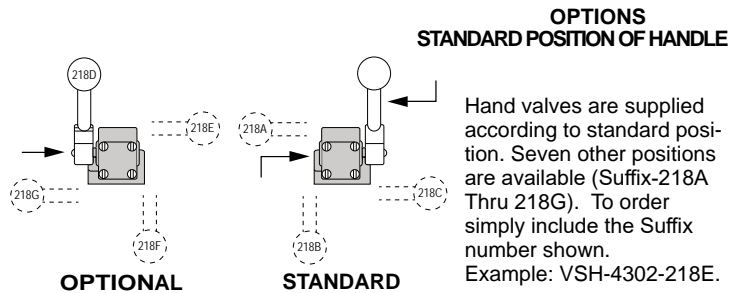 OPTIONS
STANDARD POSITION OF HANDLE
218D
218E
218G
218F
OPTIONAL
218A
218C
218B
STANDARD
Hand valves are supplied
according to standard posi-
tion. Seven other positions
are available (Suffix-218A
Thru 218G). To order
simply include the Suffix
number shown.
Example: VSH-4302-218E.